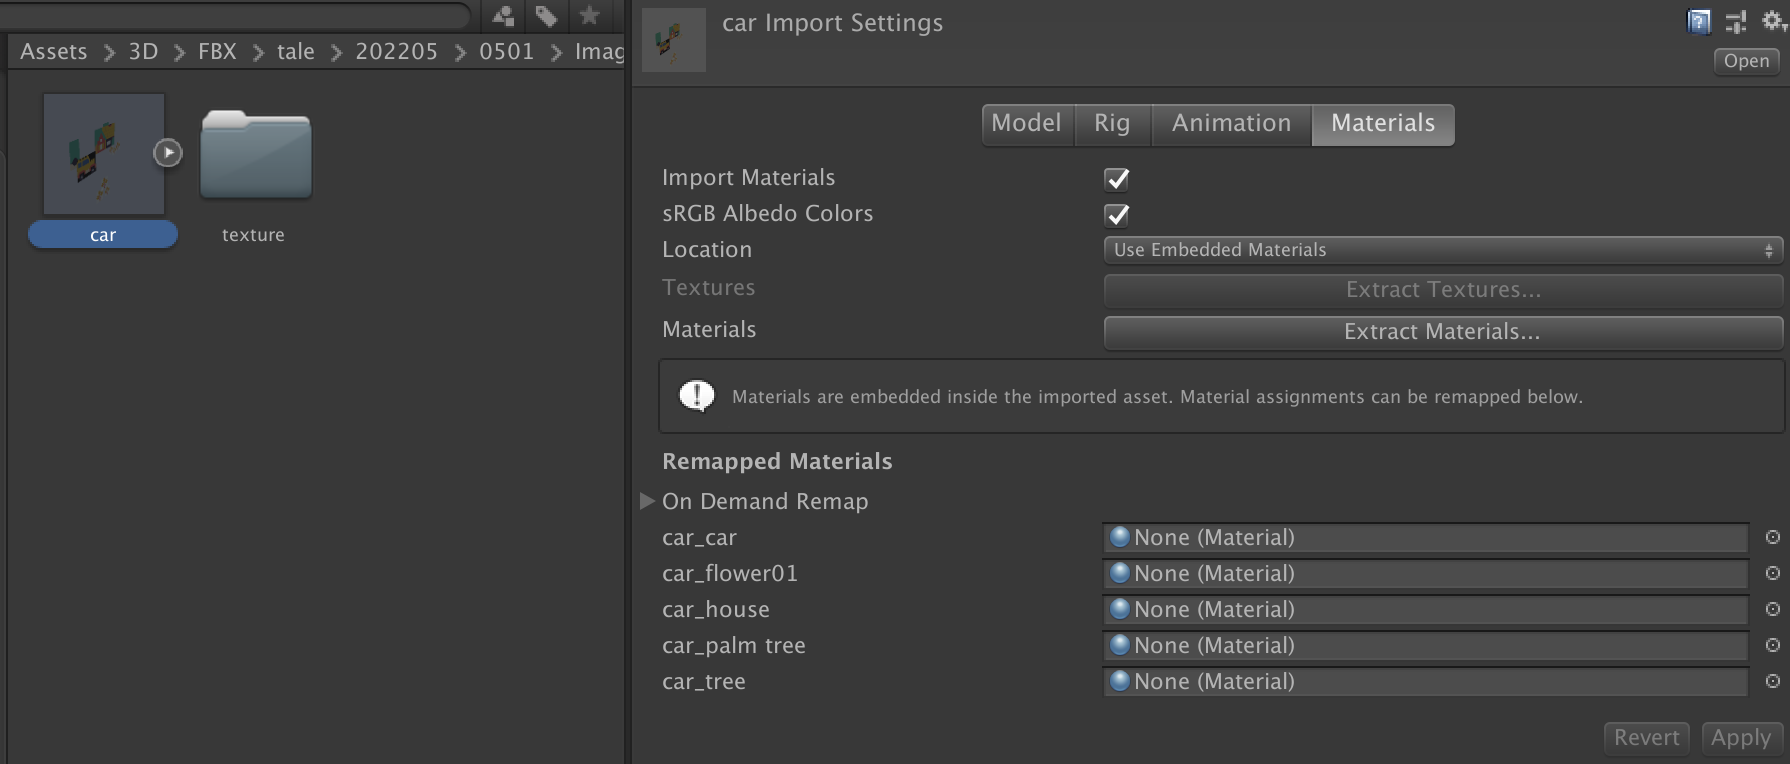 Assets > 3D > FBX > tale > 202205 > 0501 > Imag
car
texture
car Import Settings
Open
Model Rig Animation Materials
Import Materials
sRGB Albedo Colors
Location Use Embedded Materials
Textures Extract Textures...
Materials Extract Materials...
Materials are embedded inside the imported asset. Material assignments can be remapped below.
Remapped Materials
On Demand Remap
car_car None (Material)
car_flower01 None (Material)
car_house None (Material)
car_palm tree None (Material)
car_tree None (Material)
Revert Apply